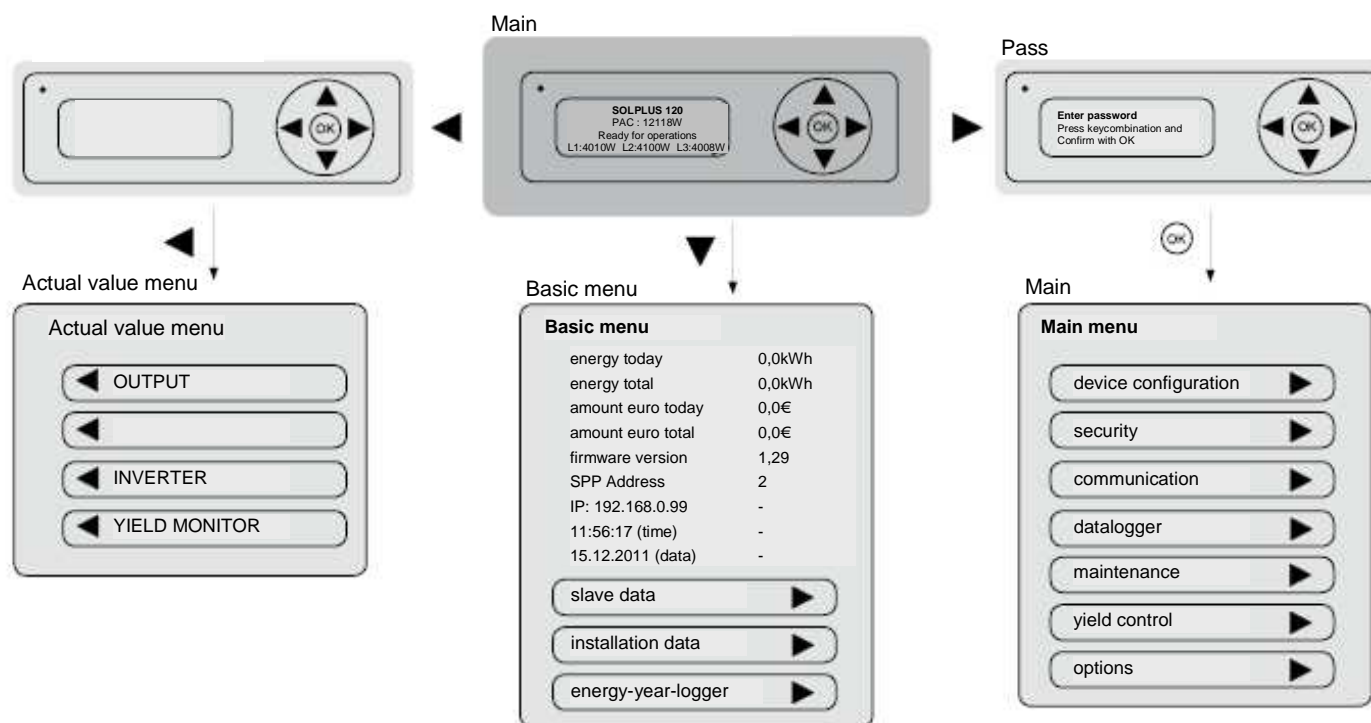 Main
Pass
OK
SOLPLUS 120
PAC : 12118W
Ready for operations
L1:4010W L2:4100W L3:4008W
OK
Enter password
Press keycombination and
Confirm with OK
OK
OK
Actual value menu
Actual value menu
OUTPUT
INVERTER
YIELD MONITOR
Basic menu
Basic menu
energy today 0,0kWh
energy total 0,0kWh
amount euro today 0,0€
amount euro total 0,0€
firmware version 1,29
SPP Address 2
IP: 192.168.0.99 -
11:56:17 (time) -
15.12.2011 (data) -
slave data
installation data
energy-year-logger
Main
Main menu
device configuration
security
communication
datalogger
maintenance
yield control
options